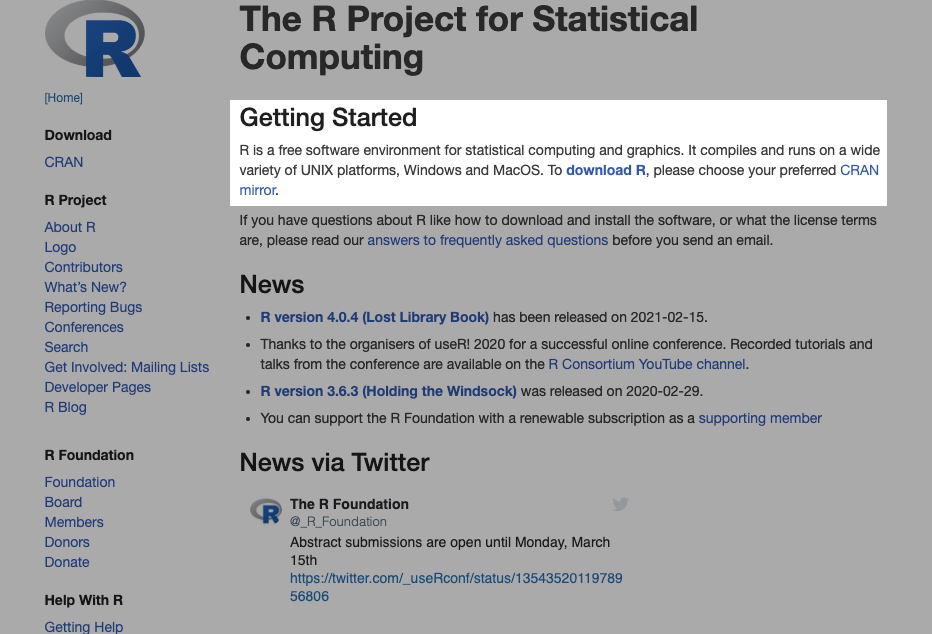 R
[Home]
Download
CRAN
R Project
About R
Logo
Contributors
What's New?
Reporting Bugs
Conferences
Search
Get Involved: Mailing Lists
Developer Pages
R Blog
R Foundation
Foundation
Board
Members
Donors
Donate
Help With R
Getting Help
The R Project for Statistical
Computing
Getting Started
R is a free software environment for statistical computing and graphics. It compiles and runs on a wide
variety of UNIX platforms, Windows and MacOS. To download R, please choose your preferred CRAN
mirror.
If you have questions about R like how to download and install the software, or what the license terms
are, please read our answers to frequently asked questions before you send an email.
News
• R version 4.0.4 (Lost Library Book) has been released on 2021-02-15.
• Thanks to the organisers of useR! 2020 for a successful online conference. Recorded tutorials and
talks from the conference are available on the R Consortium YouTube channel.
• R version 3.6.3 (Holding the Windsock) was released on 2020-02-29.
• You can support the R Foundation with a renewable subscription as a supporting member
News via Twitter
R
The R Foundation
@_R_Foundation
Abstract submissions are open until Monday, March
15th
https://twitter.com/_useRconf/status/13543520119789
56806